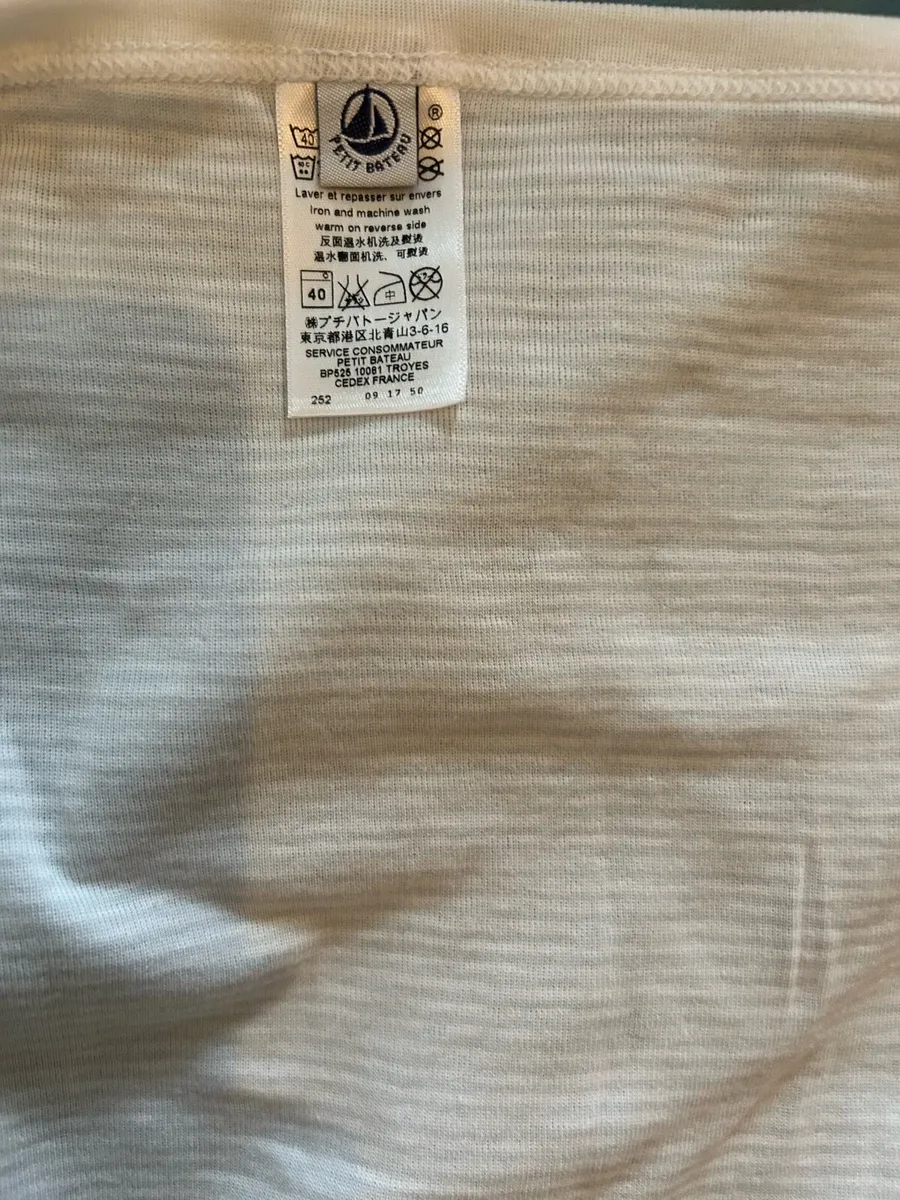 PETIT BATEAU
®
40
Laver et repasser sur envers
Iron and machine wash
warm on reverse side
反面温水机洗及熨烫
温水翻面机洗、可熨烫
40
中
㈱プチバトージャパン
東京都港区北青山3-6-16
SERVICE CONSOMMATEUR
PETIT BATEAU
BP525 10081 TROYES
CEDEX FRANCE
252 09 17 50